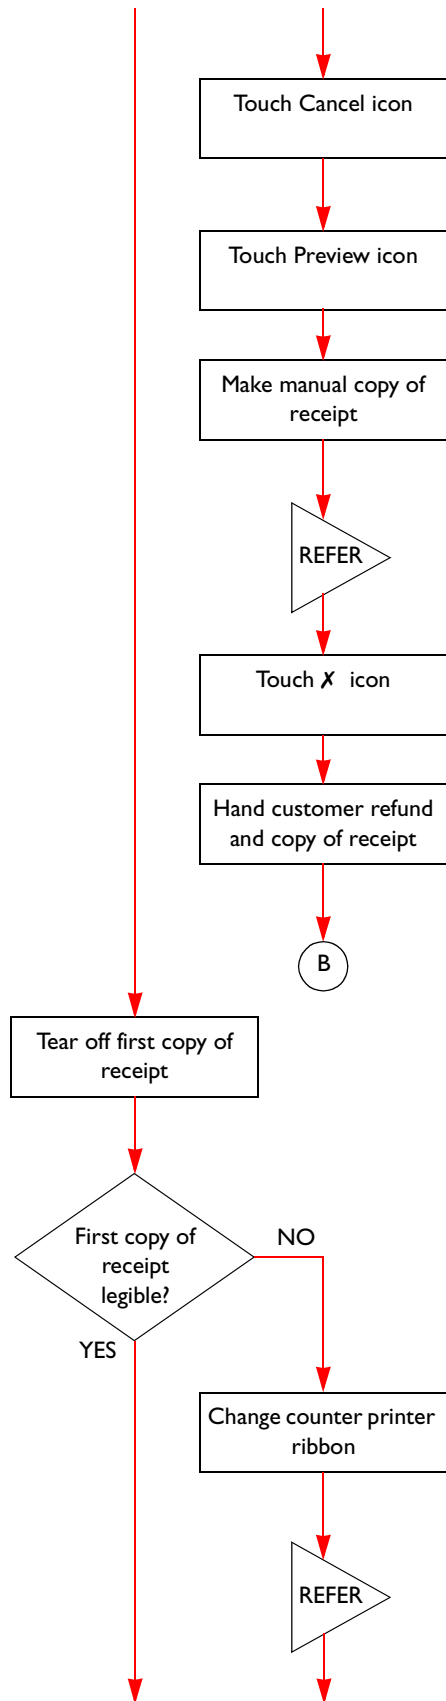 Touch Cancel icon
Touch Preview icon
Make manual copy of
receipt
REFER
Touch ✗ icon
Hand customer refund
and copy of receipt
B
Tear off first copy of
receipt
First copy of
receipt
legible?
NO
YES
Change counter printer
ribbon
REFER